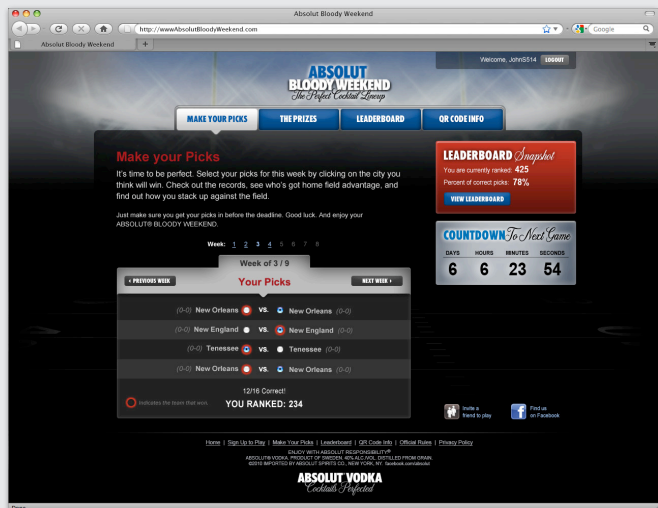 Absolut Bloody Weekend
http://wwwAbsolutBloodyWeekend.com
Google
Absolut Bloody Weekend
Welcome, JohnS514 LOGOUT
ABSOLUT
BLOODY WEEKEND
The Perfect Cocktail Lineup
MAKE YOUR PICKS THE PRIZES LEADERBOARD QR CODE INFO
Make your Picks
It's time to be perfect. Select your picks for this week by clicking on the city you
think will win. Check out the records, see who's got home field advantage, and
find out how you stack up against the field.
Just make sure you get your picks in before the deadline. Good luck. And enjoy your
ABSOLUT® BLOODY WEEKEND.
Week: 1 2 3 4 5 6 7 8
Week of 3 / 9
‹ PREVIOUS WEEK Your Picks NEXT WEEK ›
(0-0) New Orleans VS. New Orleans (0-0)
(0-0) New England VS. New England (0-0)
(0-0) Tenessee VS. Tenessee (0-0)
(0-0) New Orleans VS. New Orleans (0-0)
12/16 Correct!
indicates the team that won. YOU RANKED: 234
LEADERBOARD Snapshot
You are currently ranked: 425
Percent of correct picks: 78%
VIEW LEADERBOARD
COUNTDOWN To Next Game
DAYS HOURS MINUTES SECONDS
6 6 23 54
Invite a
friend to play
Find us
on Facebook
Home | Sign Up to Play | Make Your Picks | Leaderboard | QR Code Info | Official Rules | Privacy Policy
ENJOY WITH ABSOLUT RESPONSIBILITY®
ABSOLUT® VODKA. PRODUCT OF SWEDEN. 40% ALC./VOL. DISTILLED FROM GRAIN.
©2010 IMPORTED BY ABSOLUT SPIRITS CO., NEW YORK, NY. facebook.com/absolut
ABSOLUT VODKA
Cocktails Perfected
Done